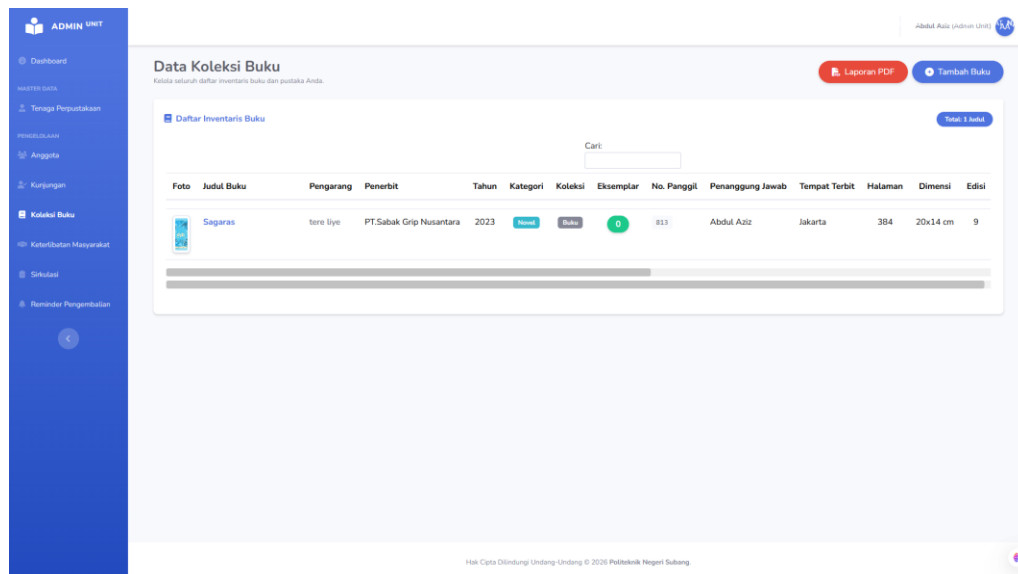 ADMIN UNIT
Abdul Aziz (Admin Unit)
Dashboard
MASTER DATA
Tenaga Perpustakaan
PENGELOLAAN
Anggota
Kunjungan
Koleksi Buku
Keterlibatan Masyarakat
Sirkulasi
Reminder Pengembalian
Data Koleksi Buku
Kelola seluruh daftar inventaris buku dan pustaka Anda.
Laporan PDF
Tambah Buku
Daftar Inventaris Buku
Total: 1 Judul
Cari:
Foto Judul Buku Pengarang Penerbit Tahun Kategori Koleksi Eksemplar No. Panggil Penanggung Jawab Tempat Terbit Halaman Dimensi Edisi
Sagaras tere liye PT.Sabak Grip Nusantara 2023 Novel Buku 0 813 Abdul Aziz Jakarta 384 20x14 cm 9
Hak Cipta Dilindungi Undang-Undang © 2026 Politeknik Negeri Subang.